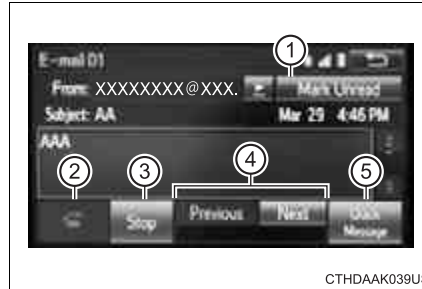 E-mail 01
1
From: XXXXXXXX@XXX. Mark Unread
Subject: AA Mar 29 4:46 PM
AAA
2 3 4 5
Stop Previous Next Quick Message
CTHDAAK039US